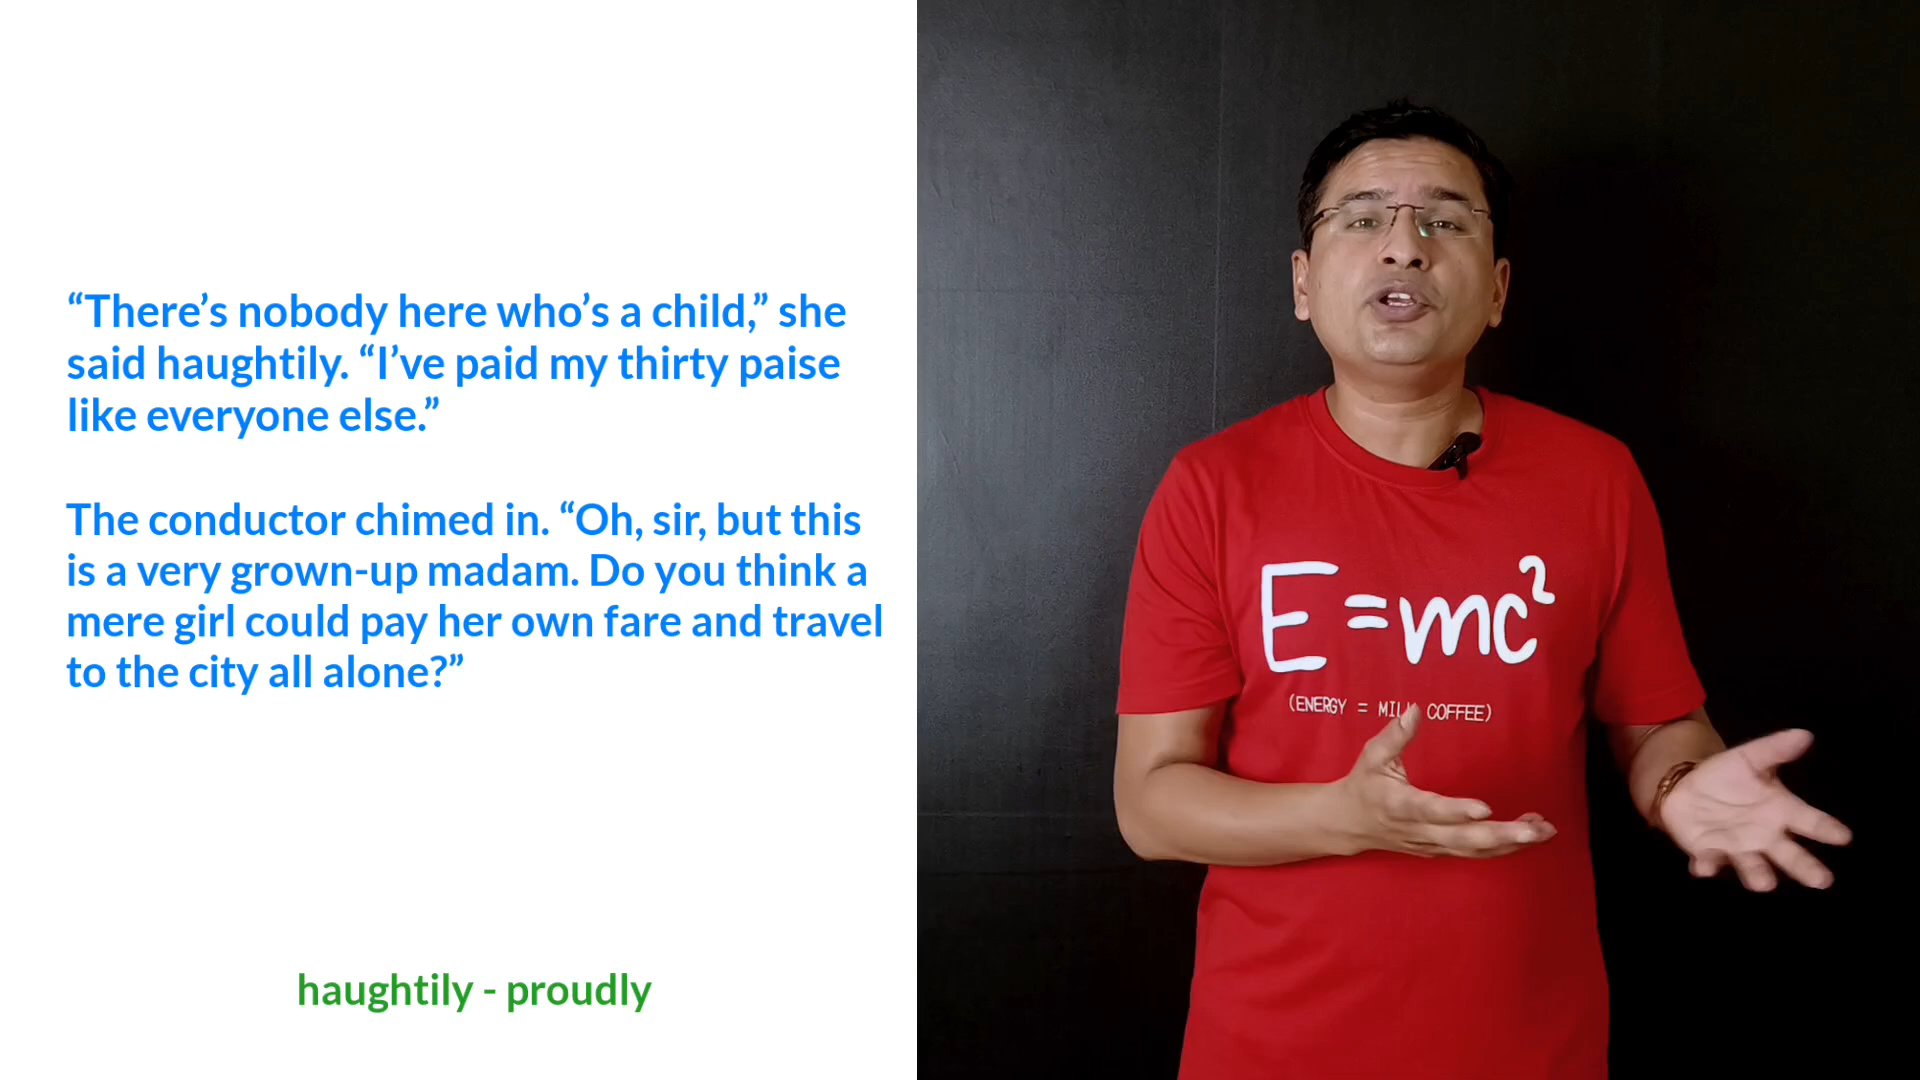 “There’s nobody here who’s a child,” she
said haughtily. “I’ve paid my thirty paise
like everyone else.”
The conductor chimed in. “Oh, sir, but this
is a very grown-up madam. Do you think a
mere girl could pay her own fare and travel
to the city all alone?”
haughtily - proudly
E=mc²
(ENERGY = MILK COFFEE)